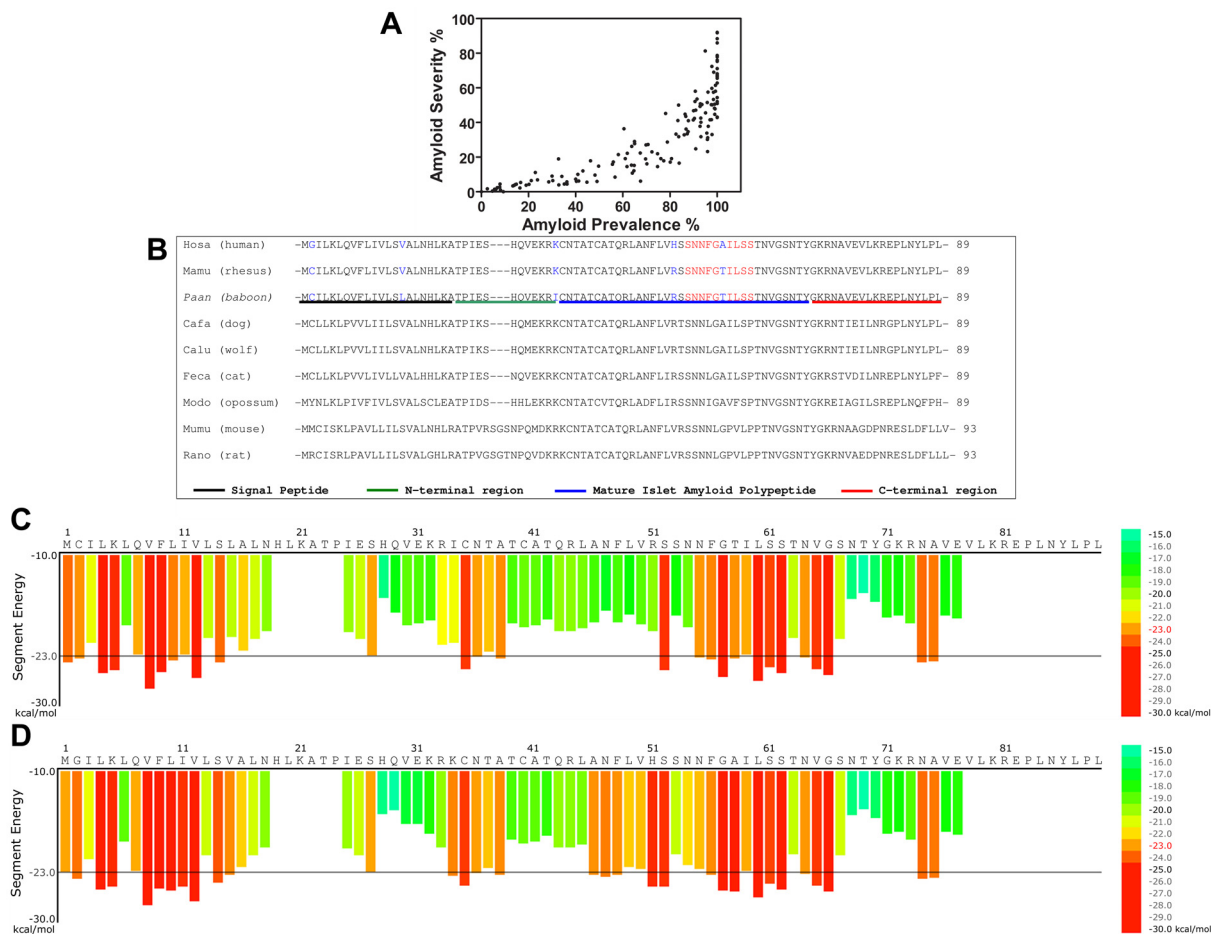 A
Amyloid Severity %
100
80
60
40
20
0
0 20 40 60 80 100
Amyloid Prevalence %
B
Hosa (human) –MGILKLQVFLIVLSVALNHLKATPIES---HQVEKRKCNTATCATQRLANFLVHSSNNFGAILSSTNVGSNTYGKRNAVEVLKREPLNYLPL– 89
Mamu (rhesus) –MCILKLQVFLIVLSVALNHLKATPIES---HQVEKRKCNTATCATQRLANFLVRSSNNFGTILSSTNVGSNTYGKRNAVEVLKREPLNYLPL– 89
Paan (baboon) –MCILKLQVFLIVLSLALNHLKATPIES---HQVEKRICNTATCATQRLANFLVRSSNNFGTILSSTNVGSNTYGKRNAVEVLKREPLNYLPL– 89
Cafa (dog) –MCLLKLPVVLIILSVALNHLKATPIKS---HQMEKRKCNTATCATQRLANFLVRTSNNLGAILSPTNVGSNTYGKRNTIEILNRGPLNYLPL– 89
Calu (wolf) –MCLLKLPVVLIILSVALNHLKATPIKS---HQMEKRKCNTATCATQRLANFLVRTSNNLGAILSPTNVGSNTYGKRNTIEILNRGPLNYLPL– 89
Feca (cat) –MCLLKLPVVLIVLLVALHHLKATPIES---NQVEKRKCNTATCATQRLANFLIRSSNNLGAILSPTNVGSNTYGKRSTVDILNREPLNYLPF– 89
Modo (opossum) –MYNLKLPIVFIVLSVALSCLEATPIDS---HHLEKRKCNTATCVTQRLADFLIRSSNNIGAVFSPTNVGSNTYGKREIAGILSREPLNQFPH– 89
Mumu (mouse) –MMCISKLPAVLLILSVALNHLRATPVRSGSNPQMDKRKCNTATCATQRLANFLVRSSNNLGPVLPPTNVGSNTYGKRNAAGDPNRESLDFLLV– 93
Rano (rat) –MRCISRLPAVLLILSVALGHLRATPVGSGTNPQVDKRKCNTATCATQRLANFLVRSSNNLGPVLPPTNVGSNTYGKRNVAEDPNRESLDFLLL– 93
Signal Peptide N-terminal region Mature Islet Amyloid Polypeptide C-terminal region
C
1 11 21 31 41 51 61 71 81
M C I L K L Q V F L I V L S L A L N H L K A T P I E S H Q V E K R I C N T A T C A T Q R L A N F L V R S S N N F G T I L S S T N V G S N T Y G K R N A V E V L K R E P L N Y L P L
-10.0
-23.0
-30.0
kcal/mol
Segment Energy
-15.0
-16.0
-17.0
-18.0
-19.0
-20.0
-21.0
-22.0
-23.0
-24.0
-25.0
-26.0
-27.0
-28.0
-29.0
-30.0 kcal/mol
D
1 11 21 31 41 51 61 71 81
M G I L K L Q V F L I V L S V A L N H L K A T P I E S H Q V E K R K C N T A T C A T Q R L A N F L V H S S N N F G A I L S S T N V G S N T Y G K R N A V E V L K R E P L N Y L P L
-10.0
-23.0
-30.0
kcal/mol
Segment Energy
-15.0
-16.0
-17.0
-18.0
-19.0
-20.0
-21.0
-22.0
-23.0
-24.0
-25.0
-26.0
-27.0
-28.0
-29.0
-30.0 kcal/mol